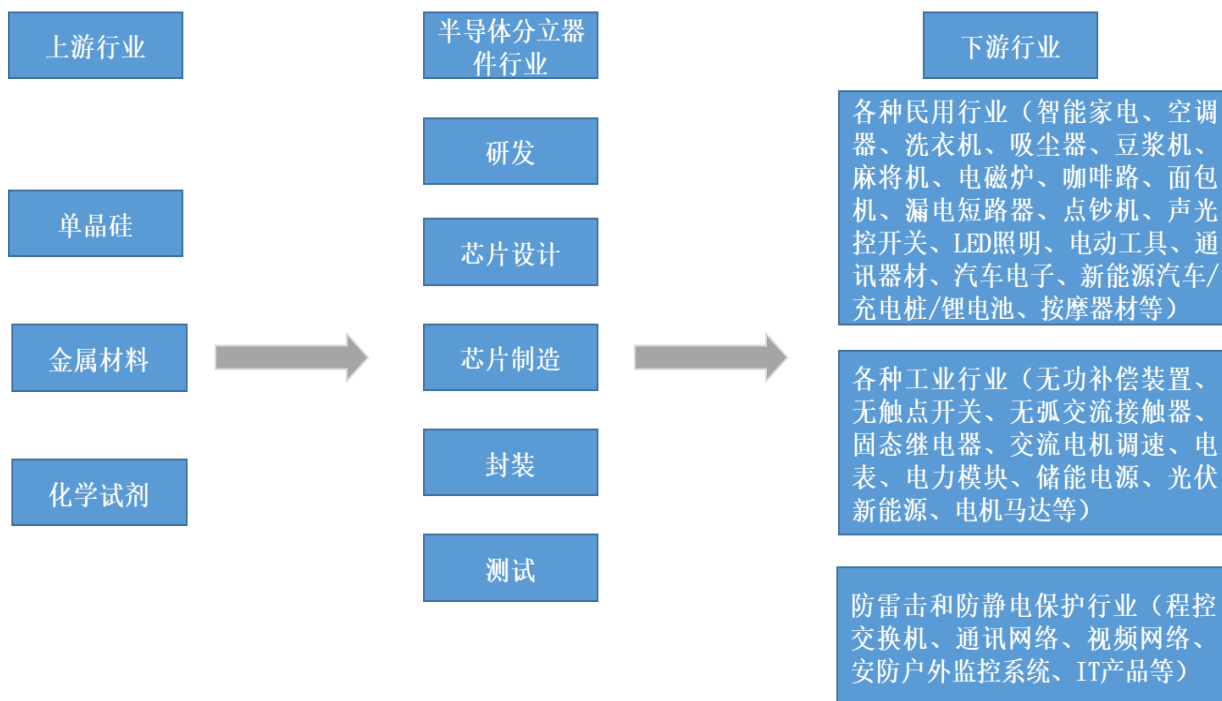 上游行业
单晶硅
金属材料
化学试剂
半导体分立器
件行业
研发
芯片设计
芯片制造
封装
测试
下游行业
各种民用行业（智能家电、空调
器、洗衣机、吸尘器、豆浆机、
麻将机、电磁炉、咖啡路、面包
机、漏电短路器、点钞机、声光
控开关、LED照明、电动工具、通
讯器材、汽车电子、新能源汽车/
充电桩/锂电池、按摩器材等）
各种工业行业（无功补偿装置、
无触点开关、无弧交流接触器、
固态继电器、交流电机调速、电
表、电力模块、储能电源、光伏
新能源、电机马达等）
防雷击和防静电保护行业（程控
交换机、通讯网络、视频网络、
安防户外监控系统、IT产品等）